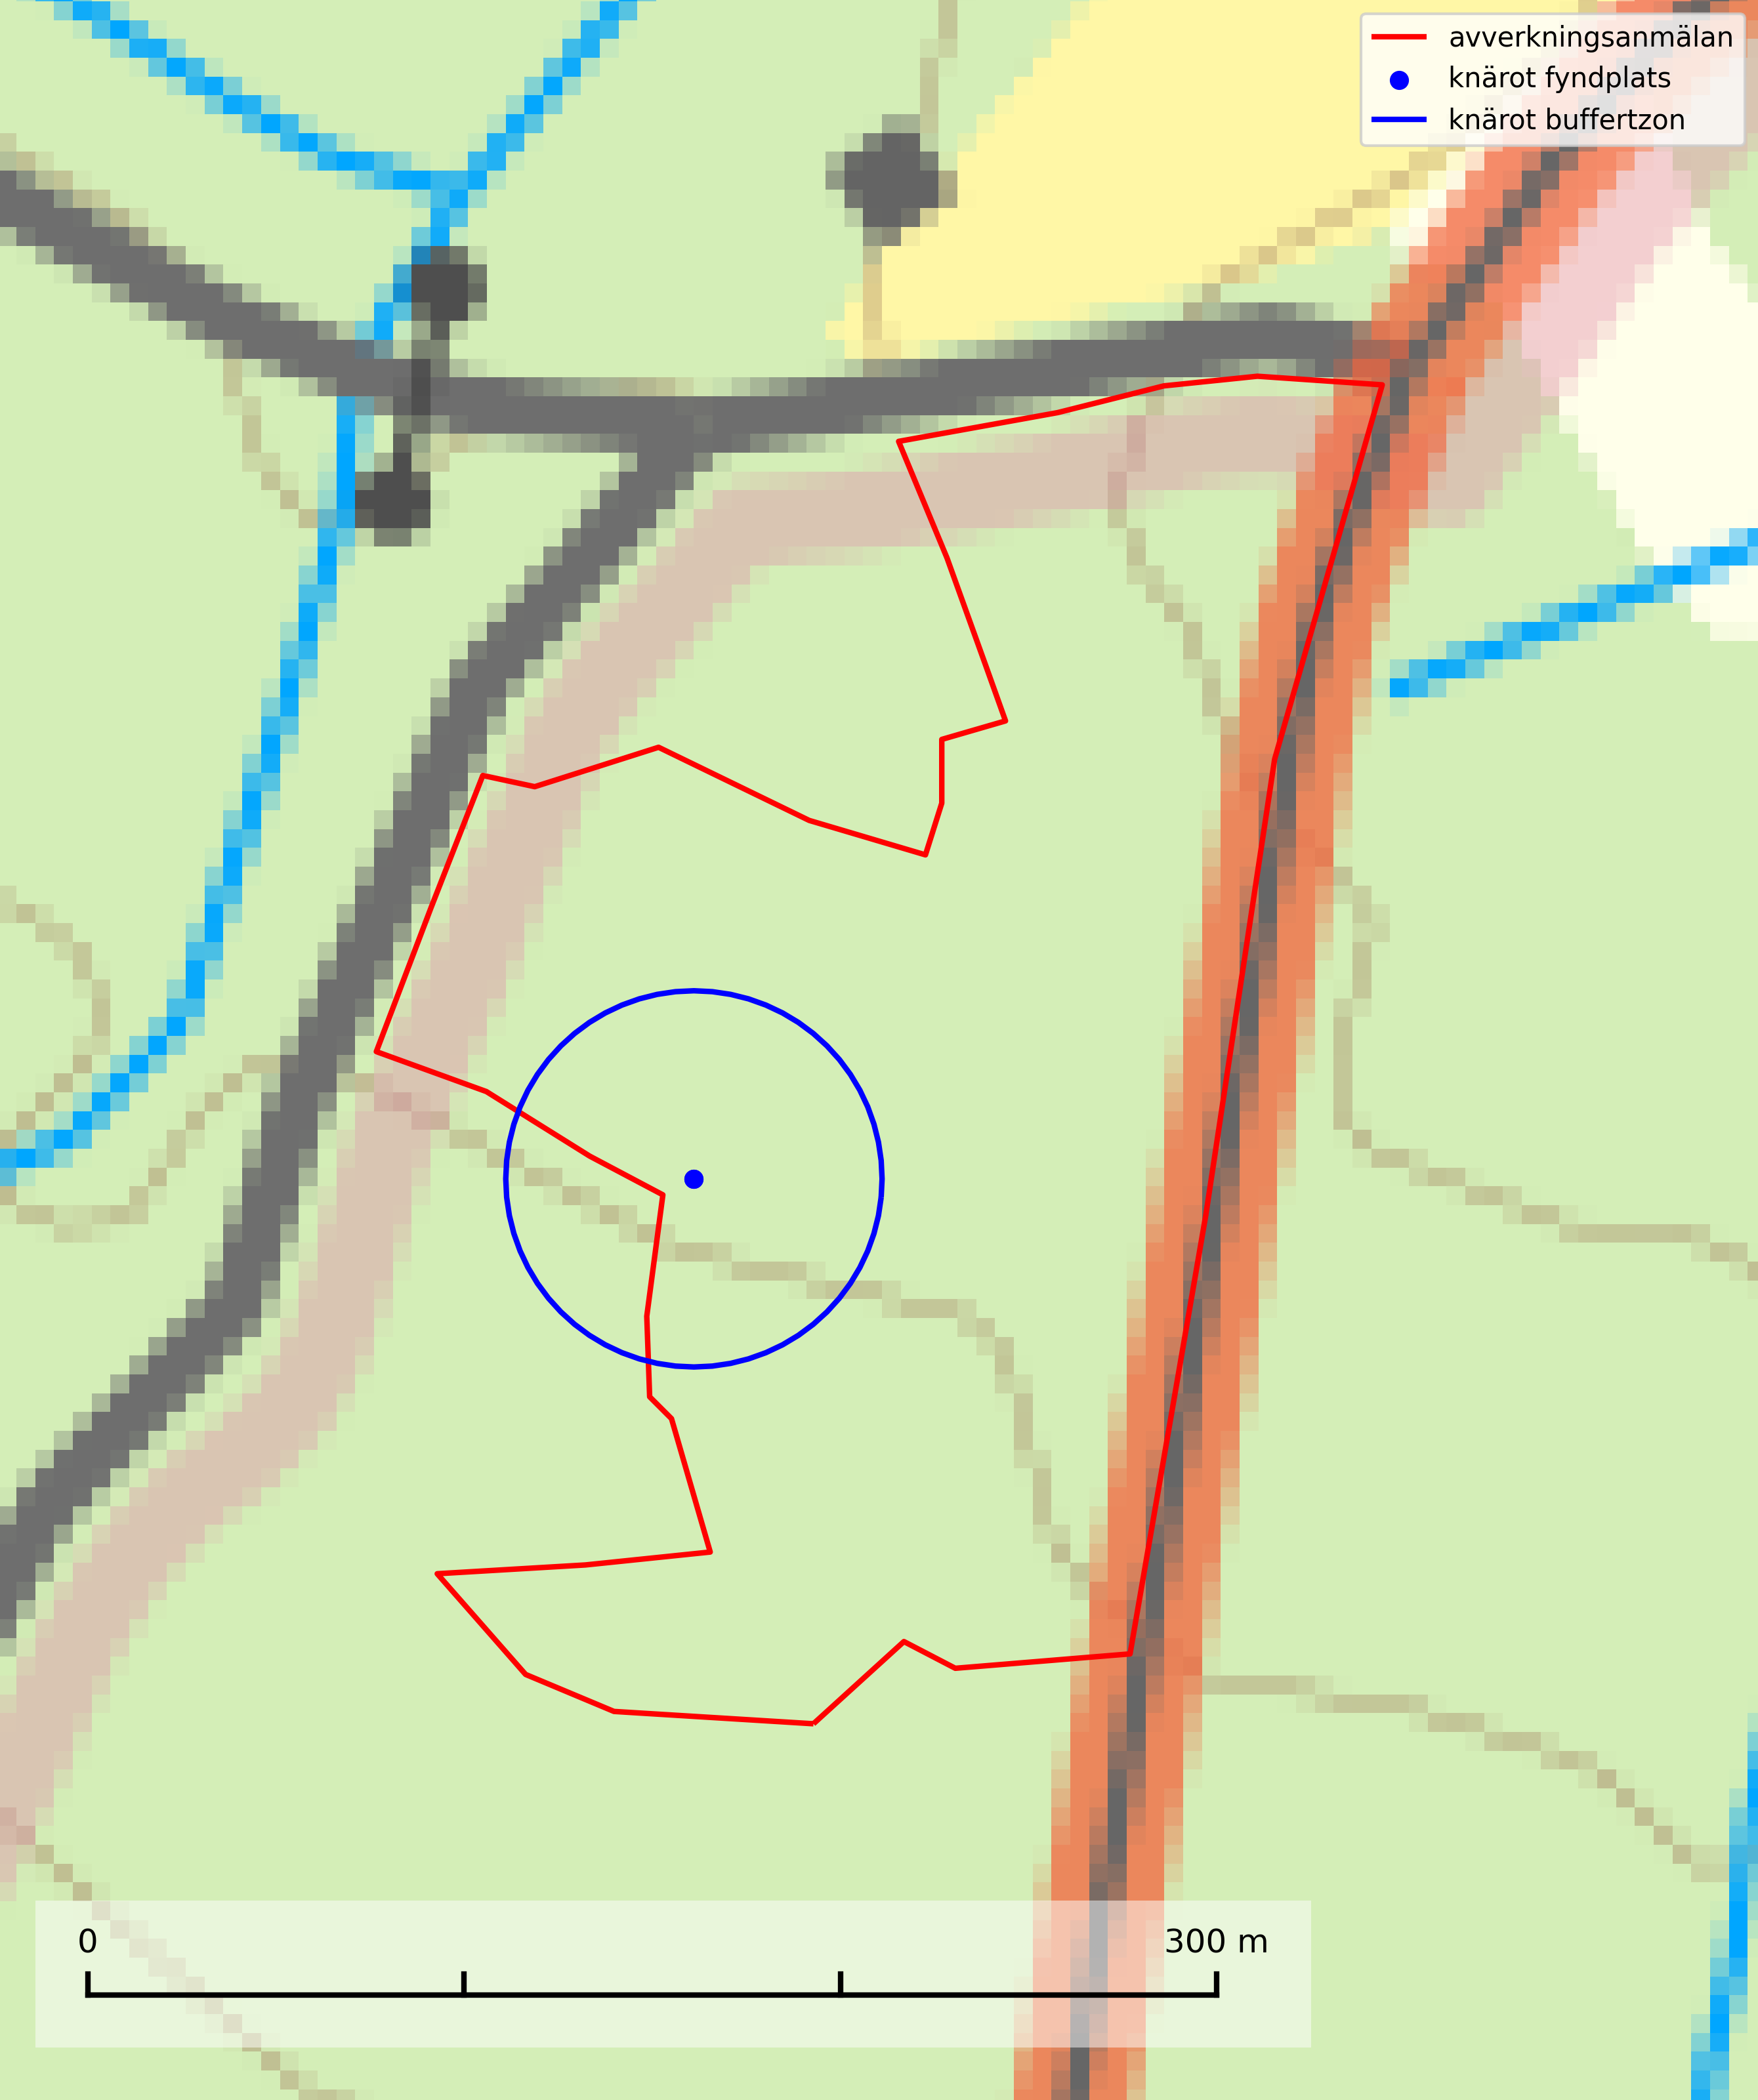 avverkningsanmälan
knärot fyndplats
knärot buffertzon
0 300 m